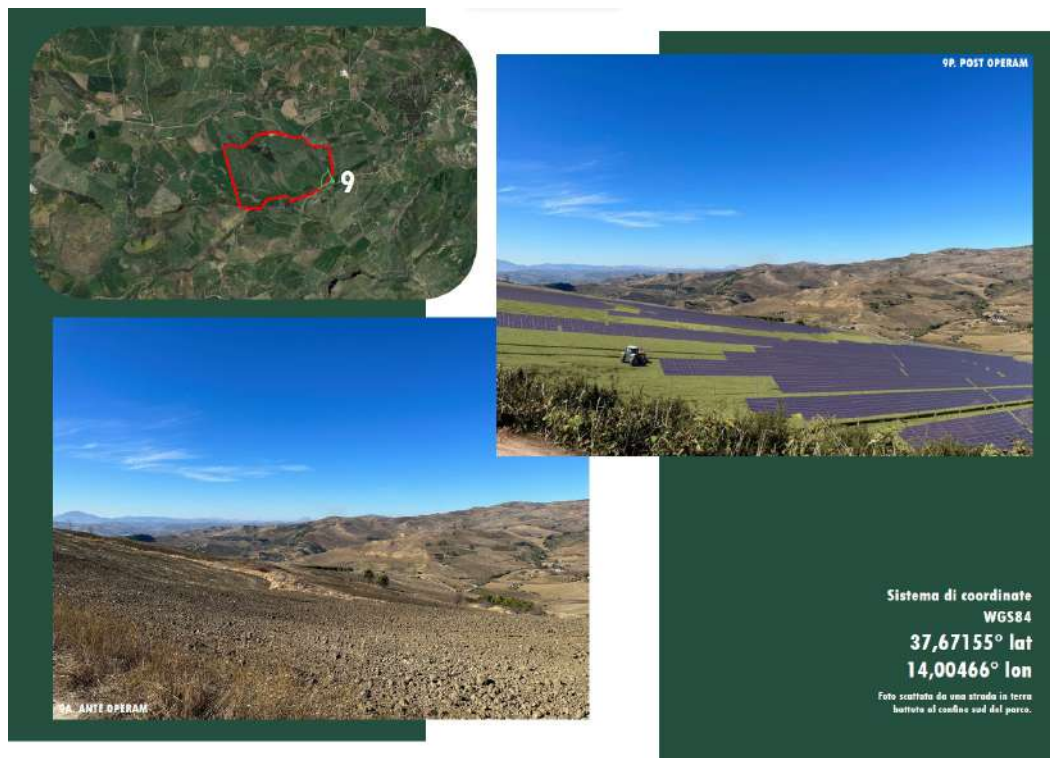 9
9P. POST OPERAM
9A. ANTE OPERAM
Sistema di coordinate
WGS84
37,67155° lat
14,00466° lon
Foto scattata da una strada in terra
battuta al confine sud del parco.